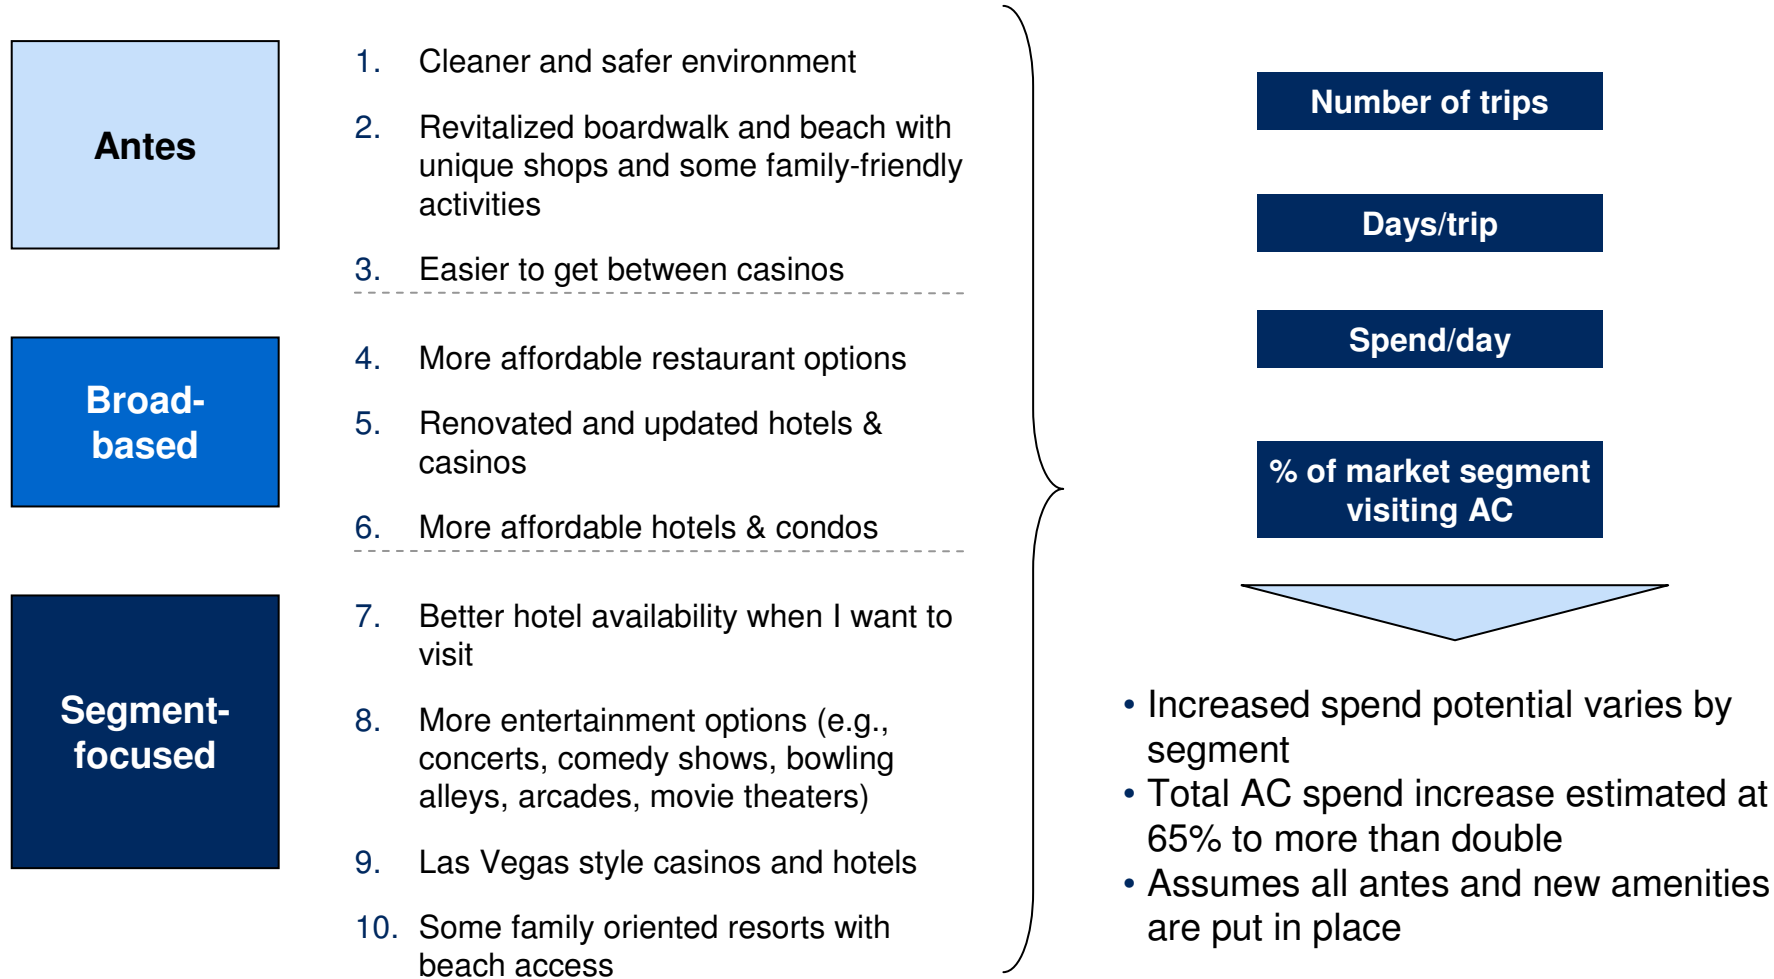 Antes
1. Cleaner and safer environment
2. Revitalized boardwalk and beach with
unique shops and some family-friendly
activities
3. Easier to get between casinos
Broad-
based
4. More affordable restaurant options
5. Renovated and updated hotels &
casinos
6. More affordable hotels & condos
Segment-
focused
7. Better hotel availability when I want to
visit
8. More entertainment options (e.g.,
concerts, comedy shows, bowling
alleys, arcades, movie theaters)
9. Las Vegas style casinos and hotels
10. Some family oriented resorts with
beach access
Number of trips
Days/trip
Spend/day
% of market segment
visiting AC
• Increased spend potential varies by
segment
• Total AC spend increase estimated at
65% to more than double
• Assumes all antes and new amenities
are put in place